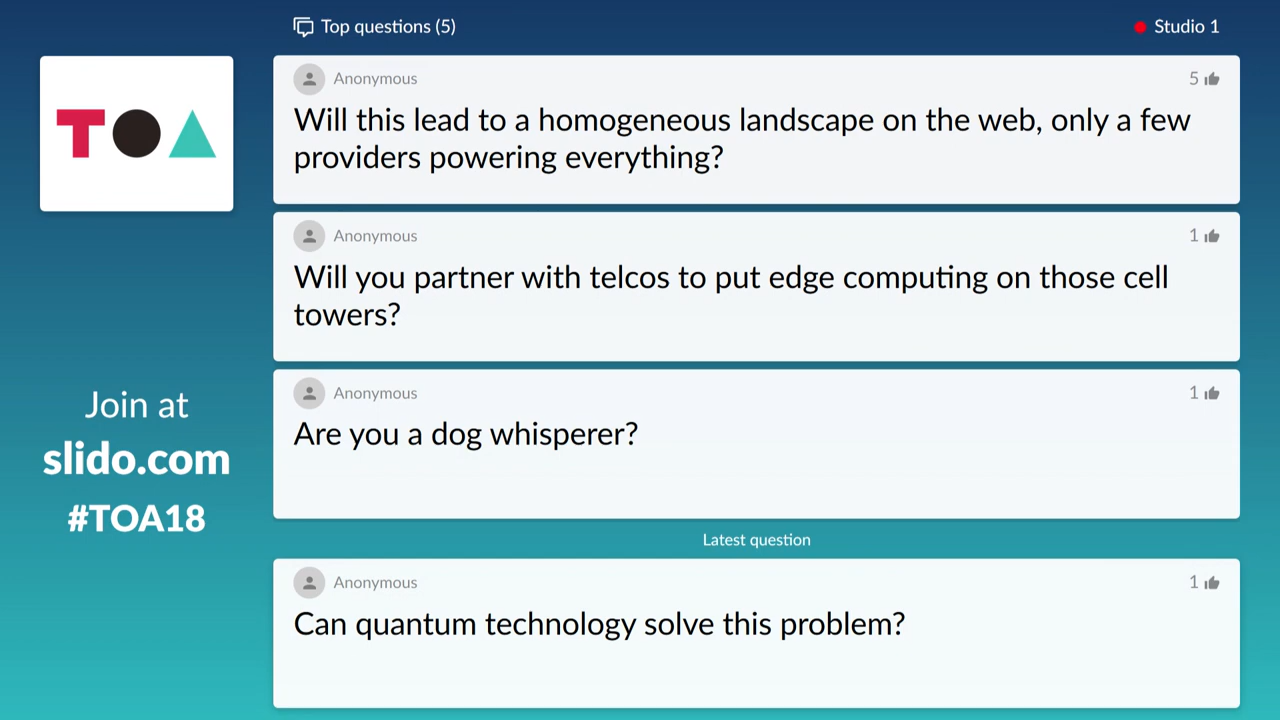 Top questions (5)
Studio 1
TOA
Anonymous
5
Will this lead to a homogeneous landscape on the web, only a few
providers powering everything?
Anonymous
1
Will you partner with telcos to put edge computing on those cell
towers?
Anonymous
1
Are you a dog whisperer?
Join at
slido.com
#TOA18
Latest question
Anonymous
1
Can quantum technology solve this problem?